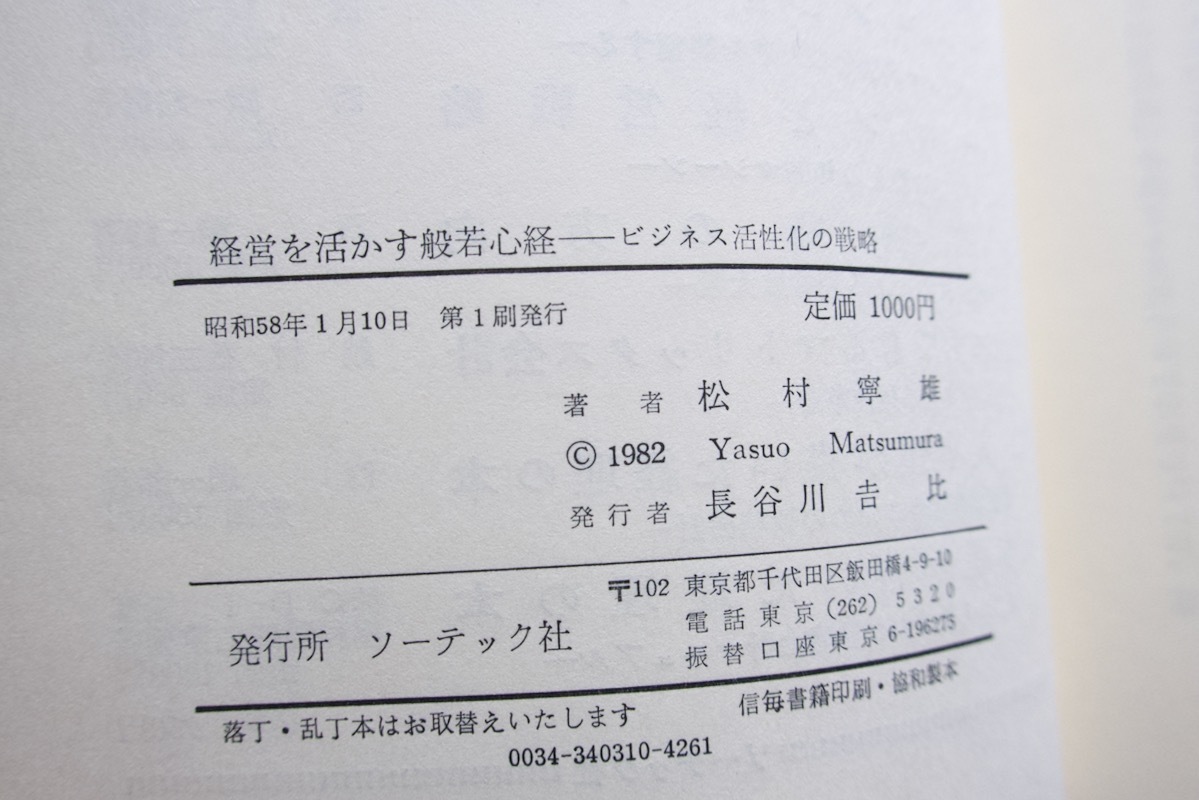 経営を活かす般若心経――ビジネス活性化の戦略
昭和58年1月10日　第1刷発行　定価 1000円
著者　松村寧雄
© 1982 Yasuo Matsumura
発行者　長谷川𠮷比
〒102 東京都千代田区飯田橋4-9-10
電話東京 (262) 5320
振替口座東京 6-196275
発行所　ソーテック社
信毎書籍印刷・協和製本
落丁・乱丁本はお取替えいたします
0034-340310-4261